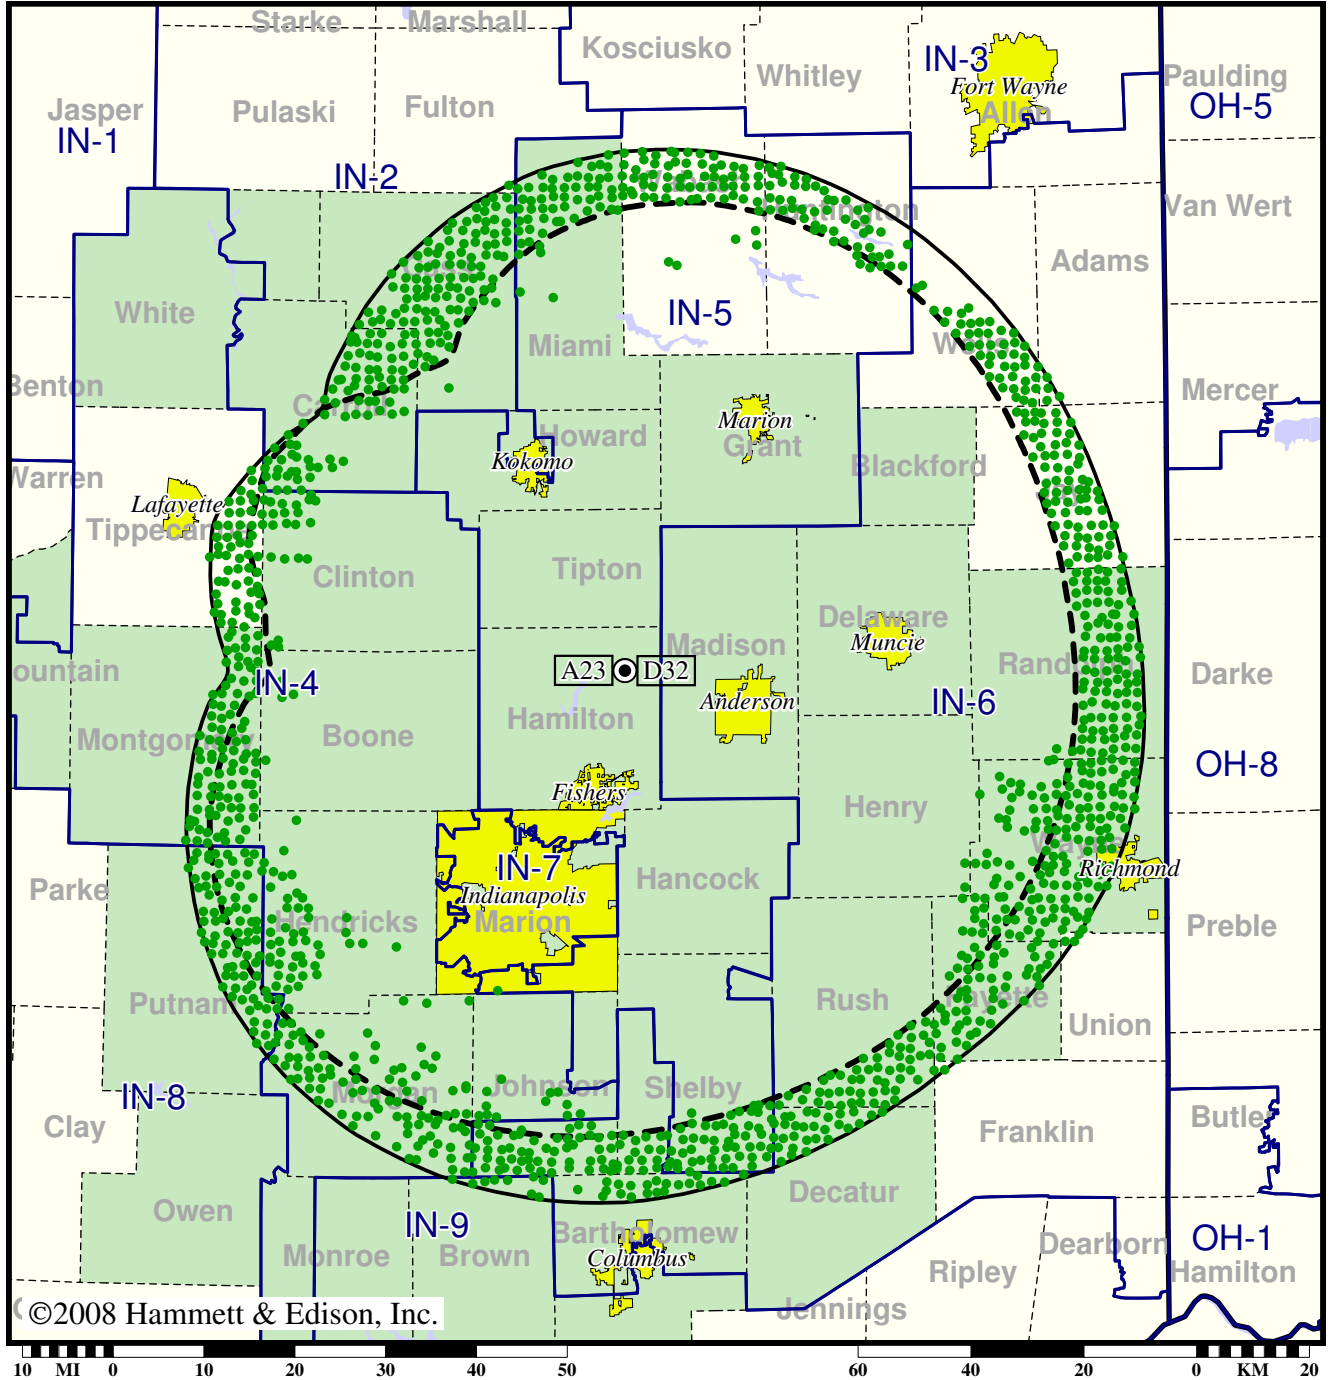 Starke
Marshall
Kosciusko
Whitley
IN-3
Fort Wayne
Allen
Paulding
OH-5
Jasper
IN-1
Pulaski
Fulton
IN-2
Van Wert
Adams
White
IN-5
Miami
Benton
Mercer
Howard
Marion
Grant
Kokomo
Blackford
Warren
Lafayette
Clinton
Tipton
Delaware
Muncie
Madison
A23
D32
Darke
IN-4
Anderson
IN-6
Hamilton
Montgomery
Boone
OH-8
Fishers
Henry
IN-7
Indianapolis
Marion
Hancock
Wayne
Richmond
Parke
Hendricks
Preble
Putnam
Rush
Fayette
Union
IN-8
Morgan
Johnson
Shelby
Clay
Franklin
Butler
Owen
Decatur
IN-9
Monroe
Brown
Bartholomew
Columbus
Ripley
Dearborn
OH-1
Hamilton
Jennings
©2008 Hammett & Edison, Inc.
10 MI 0 10 20 30 40 50 60 40 20 0 KM 20